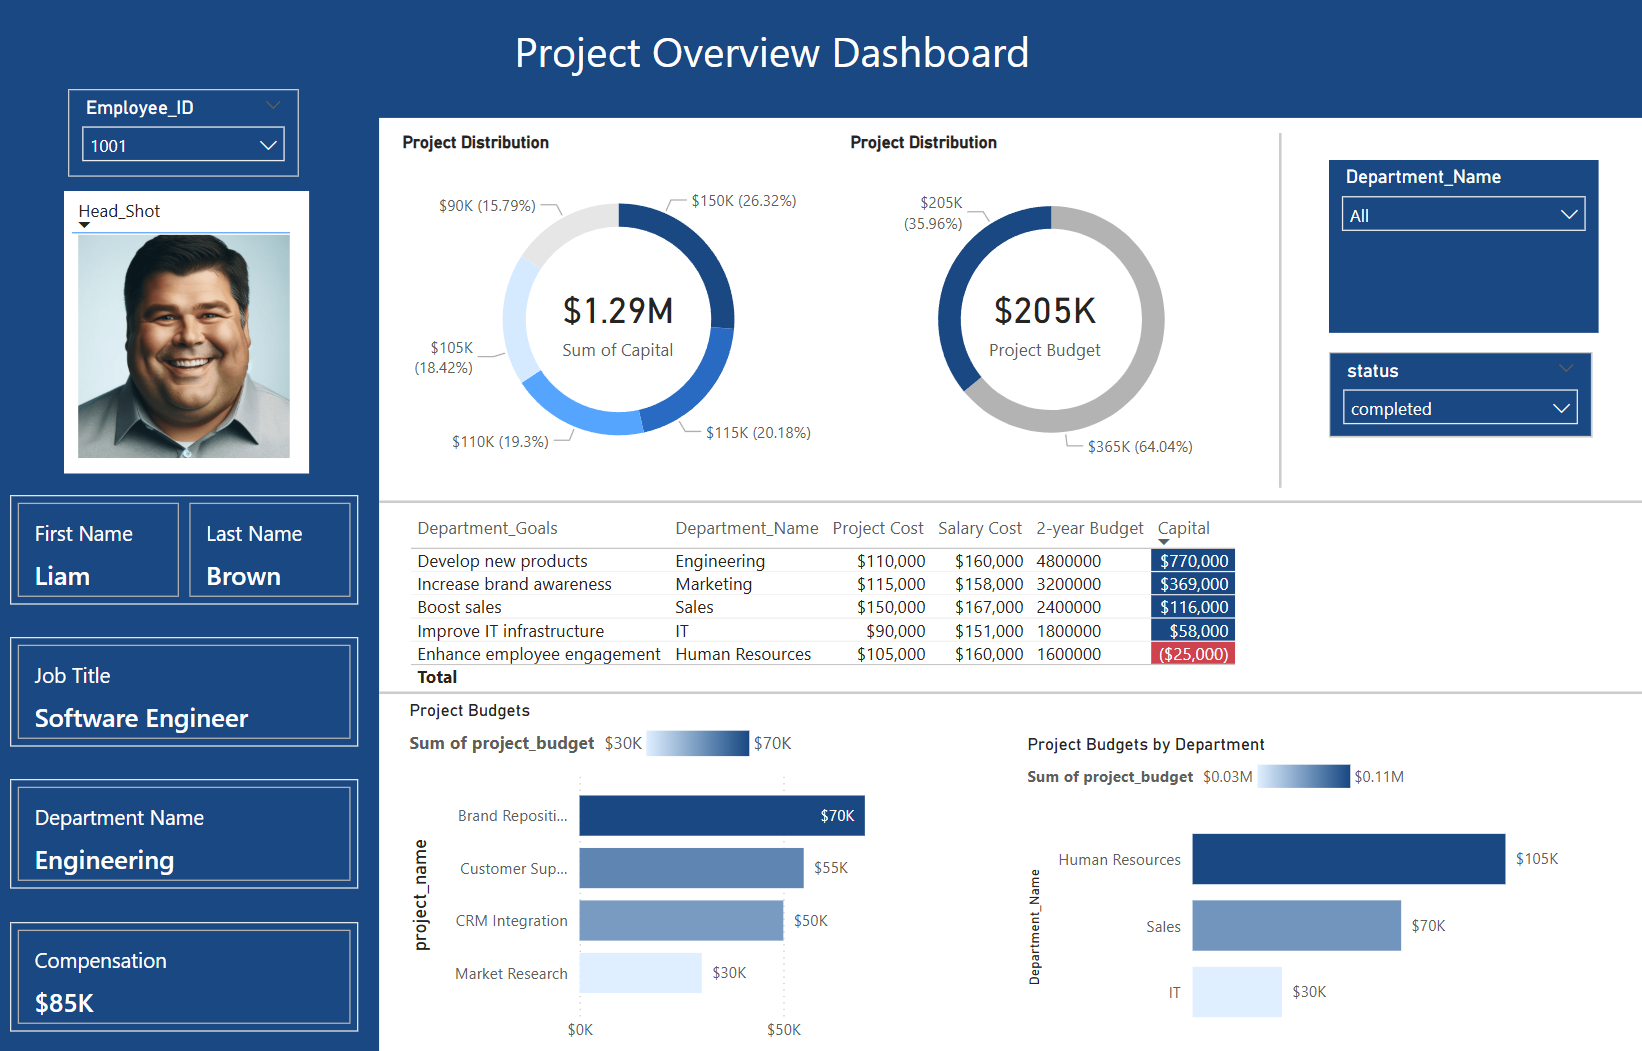 Project Overview Dashboard
Employee_ID
1001
Head_Shot
First Name
Liam
Last Name
Brown
Job Title
Software Engineer
Department Name
Engineering
Compensation
$85K
Project Distribution
$90K (15.79%)
$150K (26.32%)
$1.29M
Sum of Capital
$105K
(18.42%)
$110K (19.3%)
$115K (20.18%)
Project Distribution
$205K
(35.96%)
$205K
Project Budget
$365K (64.04%)
Department_Name
All
status
completed
Department_Goals Department_Name Project Cost Salary Cost 2-year Budget Capital
Develop new products Engineering $110,000 $160,000 4800000 $770,000
Increase brand awareness Marketing $115,000 $158,000 3200000 $369,000
Boost sales Sales $150,000 $167,000 2400000 $116,000
Improve IT infrastructure IT $90,000 $151,000 1800000 $58,000
Enhance employee engagement Human Resources $105,000 $160,000 1600000 ($25,000)
Total
Project Budgets
Sum of project_budget $30K $70K
project_name
Brand Repositi... $70K
Customer Sup... $55K
CRM Integration $50K
Market Research $30K
$0K $50K
Project Budgets by Department
Sum of project_budget $0.03M $0.11M
Department_Name
Human Resources $105K
Sales $70K
IT $30K